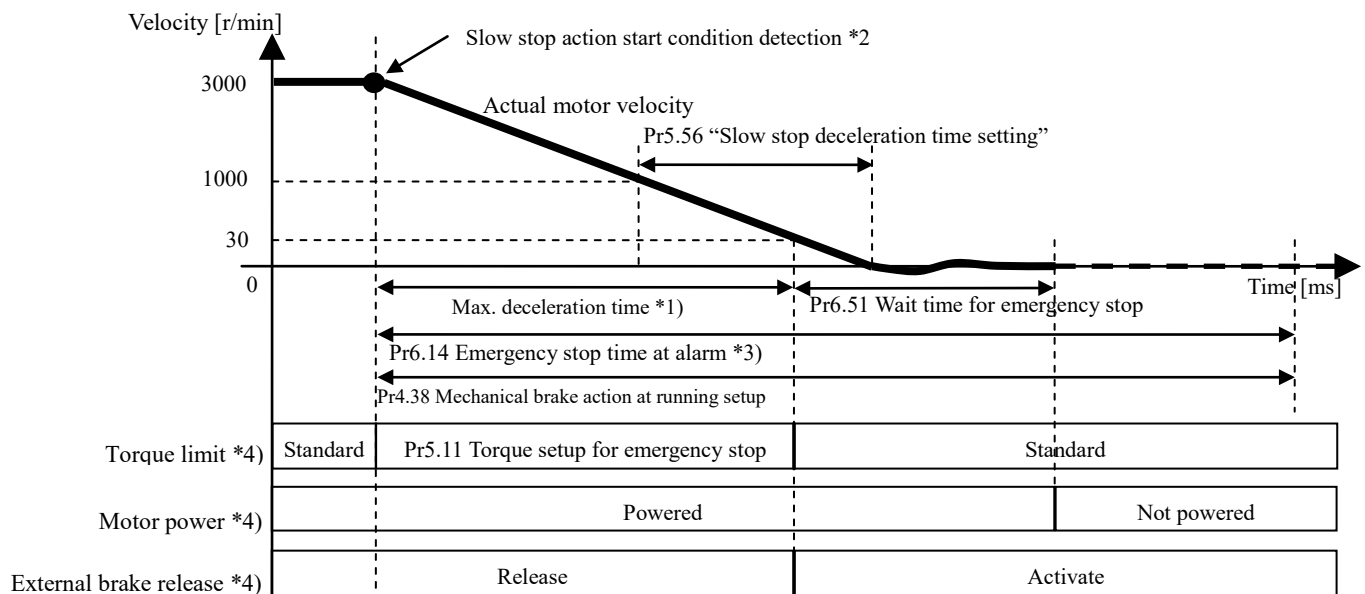 Velocity [r/min]
Slow stop action start condition detection *2
3000
Actual motor velocity
Pr5.56 “Slow stop deceleration time setting”
1000
30
0
Time [ms]
Max. deceleration time *1)
Pr6.51 Wait time for emergency stop
Pr6.14 Emergency stop time at alarm *3)
Pr4.38 Mechanical brake action at running setup
Torque limit *4)
Standard
Pr5.11 Torque setup for emergency stop
Standard
Motor power *4)
Powered
Not powered
External brake release *4)
Release
Activate